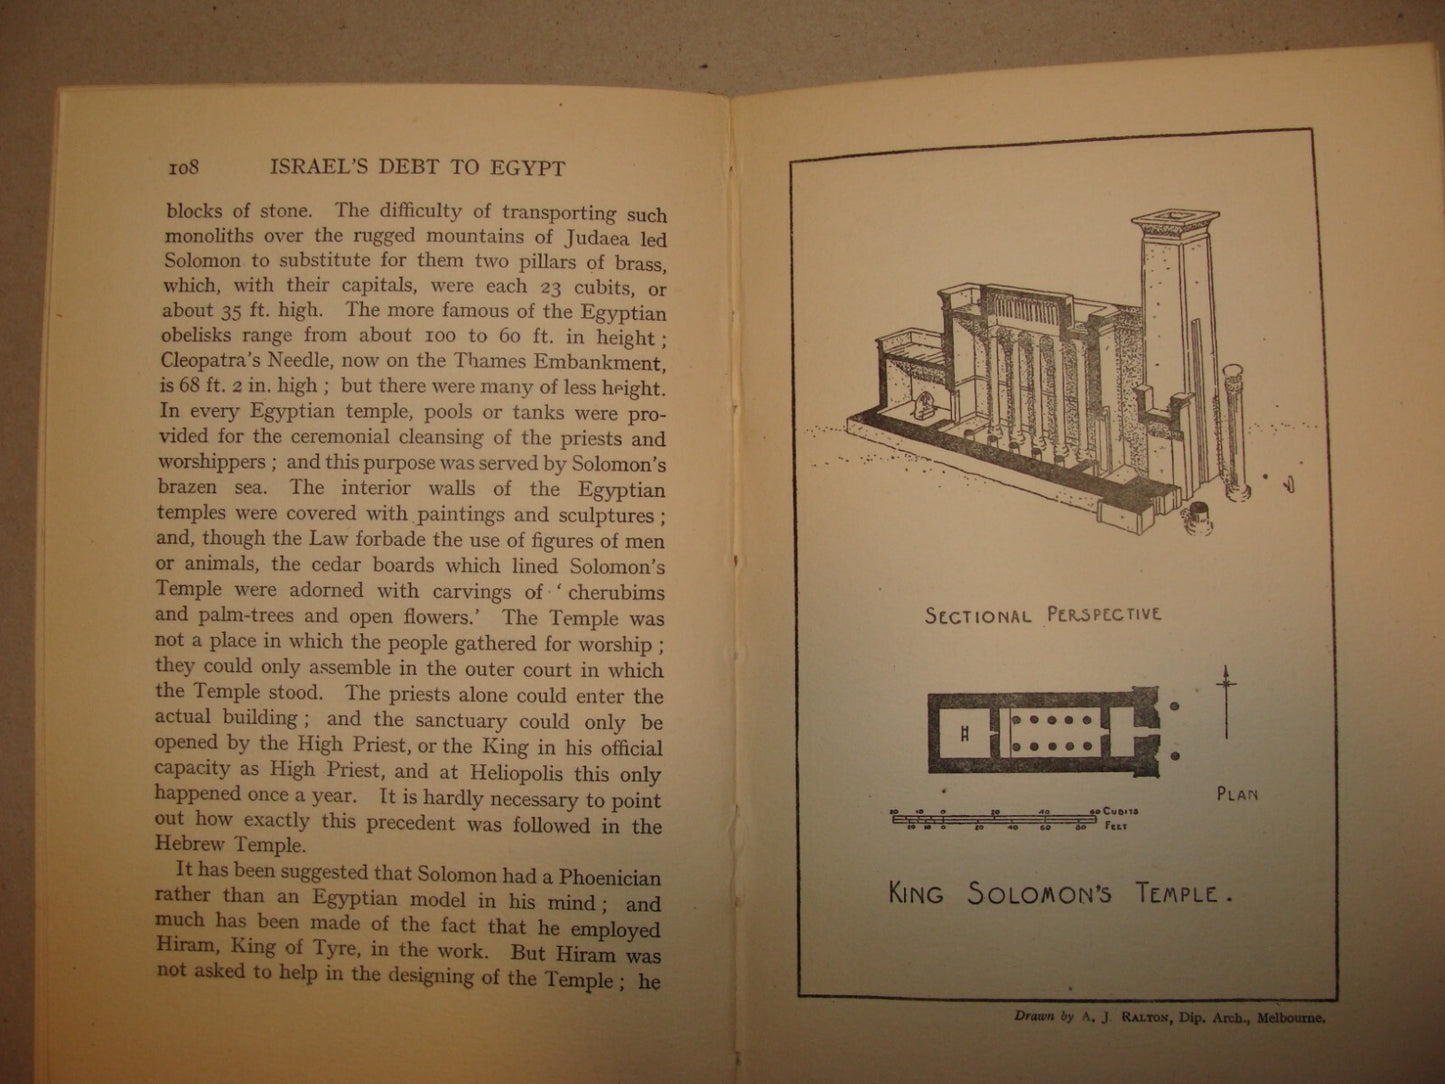 108 ISRAEL'S DEBT TO EGYPT
blocks of stone. The difficulty of transporting such
monoliths over the rugged mountains of Judaea led
Solomon to substitute for them two pillars of brass,
which, with their capitals, were each 23 cubits, or
about 35 ft. high. The more famous of the Egyptian
obelisks range from about 100 to 60 ft. in height ;
Cleopatra's Needle, now on the Thames Embankment,
is 68 ft. 2 in. high ; but there were many of less height.
In every Egyptian temple, pools or tanks were pro-
vided for the ceremonial cleansing of the priests and
worshippers ; and this purpose was served by Solomon's
brazen sea. The interior walls of the Egyptian
temples were covered with paintings and sculptures ;
and, though the Law forbade the use of figures of men
or animals, the cedar boards which lined Solomon's
Temple were adorned with carvings of ' cherubims
and palm-trees and open flowers.' The Temple was
not a place in which the people gathered for worship ;
they could only assemble in the outer court in which
the Temple stood. The priests alone could enter the
actual building ; and the sanctuary could only be
opened by the High Priest, or the King in his official
capacity as High Priest, and at Heliopolis this only
happened once a year. It is hardly necessary to point
out how exactly this precedent was followed in the
Hebrew Temple.
It has been suggested that Solomon had a Phoenician
rather than an Egyptian model in his mind ; and
much has been made of the fact that he employed
Hiram, King of Tyre, in the work. But Hiram was
not asked to help in the designing of the Temple ; he
SECTIONAL PERSPECTIVE
PLAN
20 10 0 20 40 60 CUBITS
20 10 0 20 40 60 80 FEET
KING SOLOMON'S TEMPLE.
Drawn by A. J. RALTON, Dip. Arch., Melbourne.